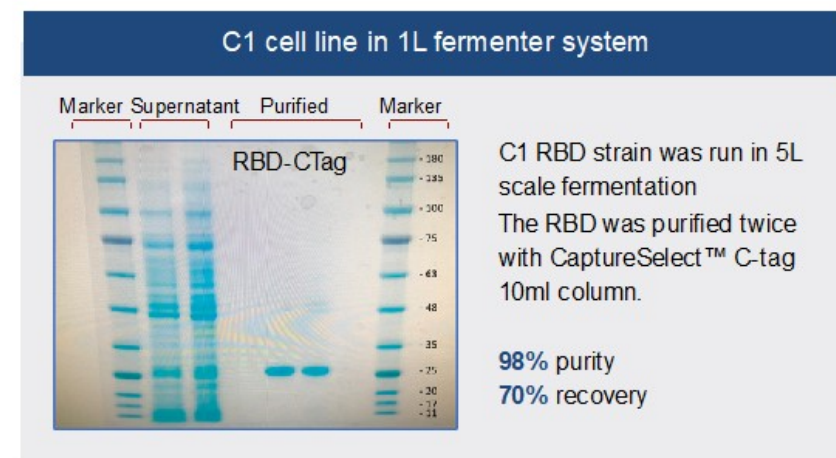 C1 cell line in 1L fermenter system
Marker Supernatant Purified Marker
RBD-CTag
- 180
- 135
- 100
- 75
- 63
- 48
- 35
- 25
- 20
- 17
- 11
C1 RBD strain was run in 5L
scale fermentation
The RBD was purified twice
with CaptureSelect™ C-tag
10ml column.
98% purity
70% recovery